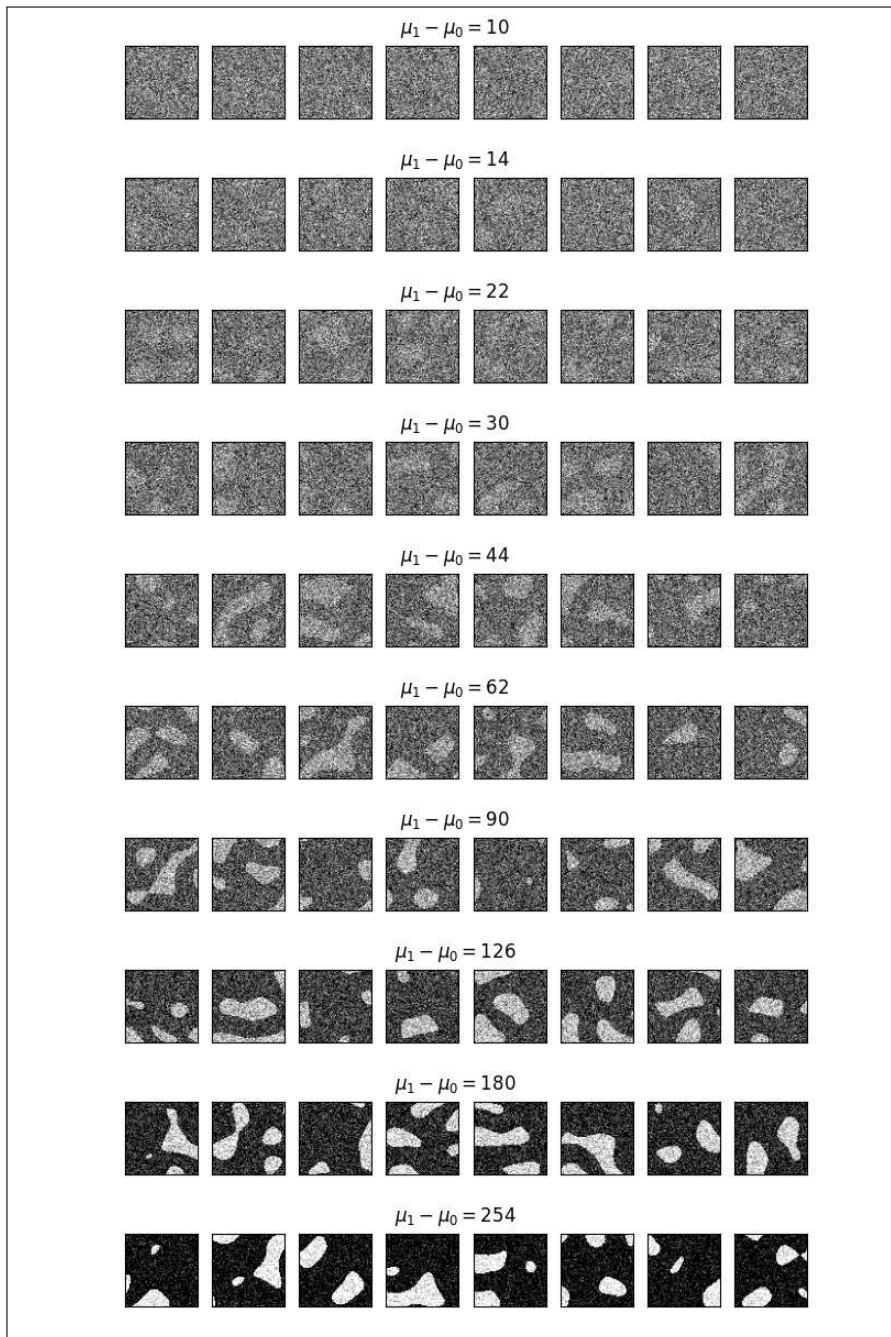 μ₁ − μ₀ = 10
μ₁ − μ₀ = 14
μ₁ − μ₀ = 22
μ₁ − μ₀ = 30
μ₁ − μ₀ = 44
μ₁ − μ₀ = 62
μ₁ − μ₀ = 90
μ₁ − μ₀ = 126
μ₁ − μ₀ = 180
μ₁ − μ₀ = 254